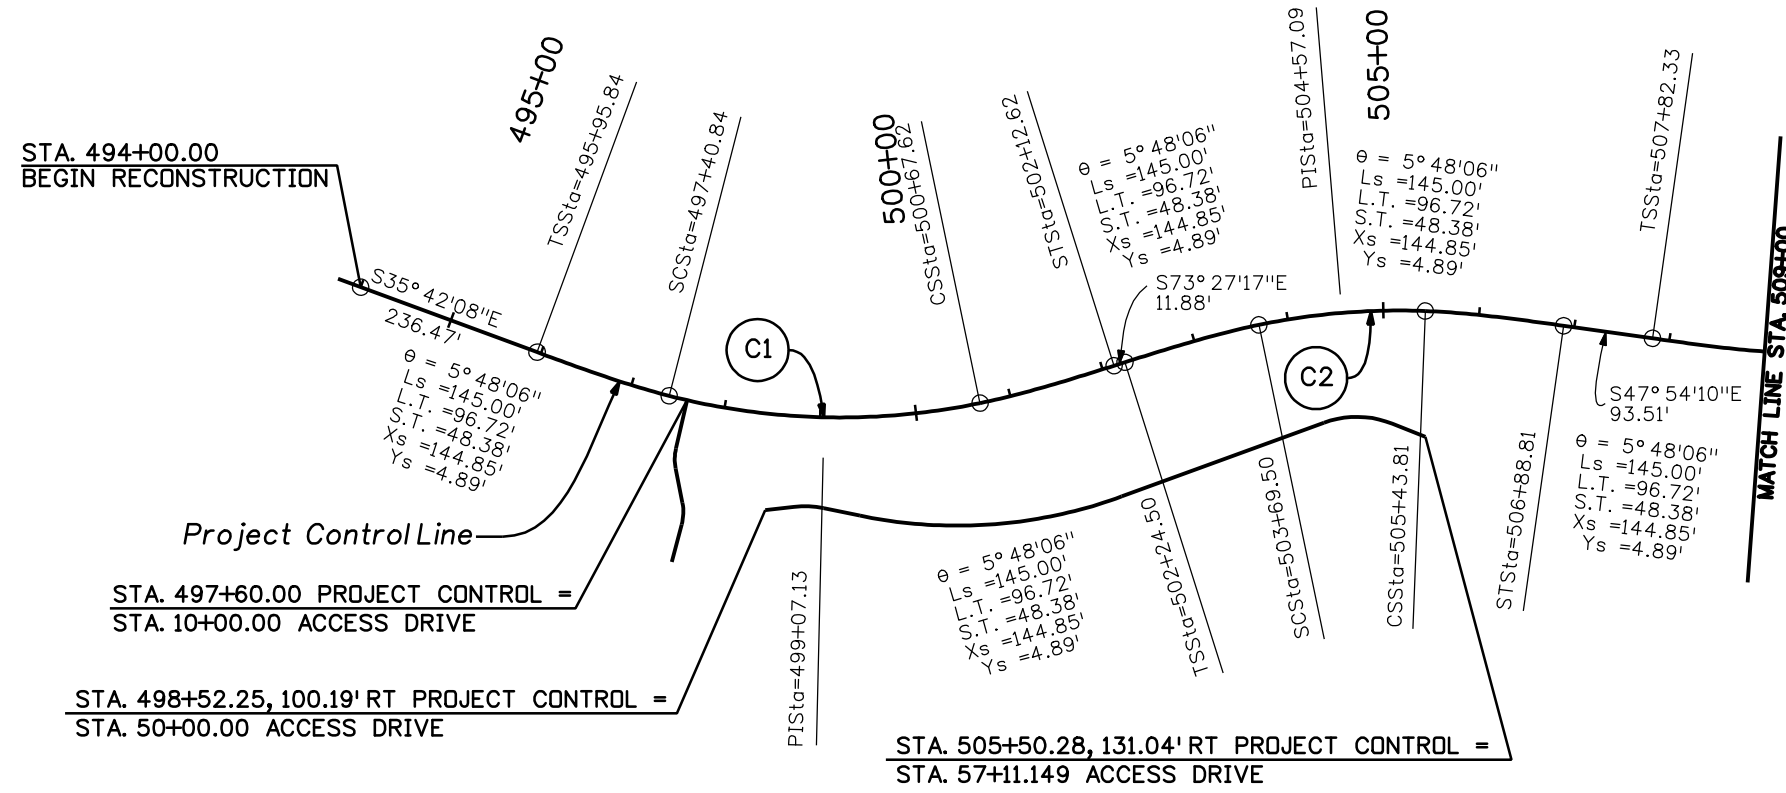 STA. 494+00.00
BEGIN RECONSTRUCTION
495+00
TSSta=495+95.84
SCSta=497+40.84
500+00
CSSta=500+67.62
STSta=502+12.62
θ = 5°48'06"
Ls =145.00'
L.T. =96.72'
S.T. =48.38'
Xs =144.85'
Ys =4.89'
PISta=504+57.09
505+00
θ = 5°48'06"
Ls =145.00'
L.T. =96.72'
S.T. =48.38'
Xs =144.85'
Ys =4.89'
TSSta=507+82.33
MATCH LINE STA. 509+00
S35°42'08"E
236.47'
S73°27'17"E
11.88'
C1
C2
S47°54'10"E
93.51'
θ = 5°48'06"
Ls =145.00'
L.T. =96.72'
S.T. =48.38'
Xs =144.85'
Ys =4.89'
θ = 5°48'06"
Ls =145.00'
L.T. =96.72'
S.T. =48.38'
Xs =144.85'
Ys =4.89'
Project Control Line
STA. 497+60.00 PROJECT CONTROL =
STA. 10+00.00 ACCESS DRIVE
STA. 498+52.25, 100.19' RT PROJECT CONTROL =
STA. 50+00.00 ACCESS DRIVE
PISta=499+07.13
θ = 5°48'06"
Ls =145.00'
L.T. =96.72'
S.T. =48.38'
Xs =144.85'
Ys =4.89'
TSSta=502+24.50
SCSta=503+69.50
CSSta=505+43.81
STSta=506+88.81
STA. 505+50.28, 131.04' RT PROJECT CONTROL =
STA. 57+11.149 ACCESS DRIVE